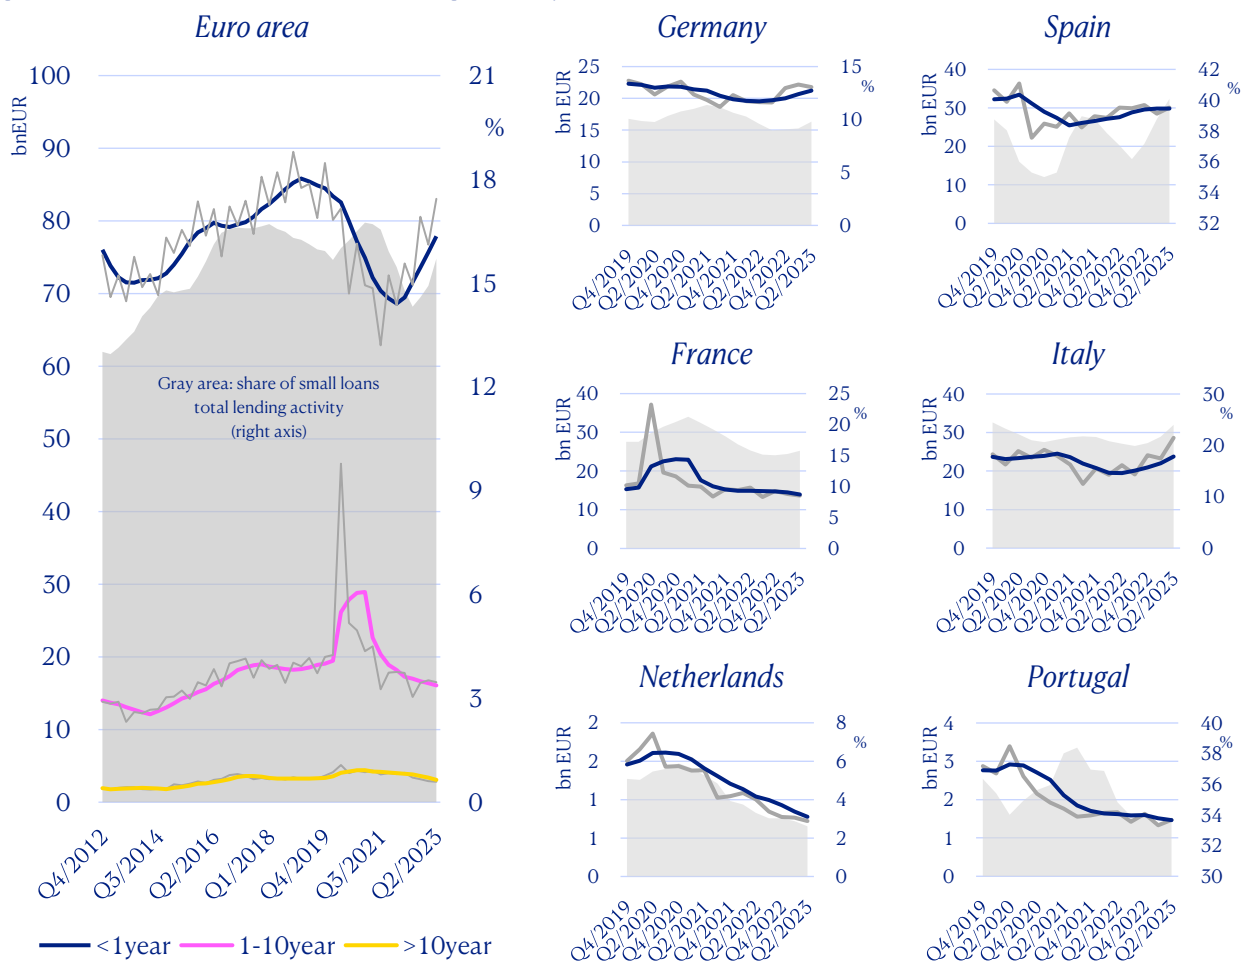 Euro area
100
90
80
70
60
50
40
30
20
10
0
bnEUR
21
%
18
15
12
9
6
3
0
Gray area: share of small loans
total lending activity
(right axis)
Q4/2012
Q3/2014
Q2/2016
Q1/2018
Q4/2019
Q3/2021
Q2/2023
<1year
1-10year
>10year
Germany
bn EUR
25
20
15
10
5
0
15
%
10
5
0
Q4/2019
Q2/2020
Q4/2020
Q2/2021
Q4/2021
Q2/2022
Q4/2022
Q2/2023
Spain
bn EUR
40
30
20
10
0
42
%
40
38
36
34
32
Q4/2019
Q2/2020
Q4/2020
Q2/2021
Q4/2021
Q2/2022
Q4/2022
Q2/2023
France
bn EUR
40
30
20
10
0
25
%
20
15
10
5
0
Q4/2019
Q2/2020
Q4/2020
Q2/2021
Q4/2021
Q2/2022
Q4/2022
Q2/2023
Italy
bn EUR
40
30
20
10
0
30
%
20
10
0
Q4/2019
Q2/2020
Q4/2020
Q2/2021
Q4/2021
Q2/2022
Q4/2022
Q2/2023
Netherlands
bn EUR
2
2
1
1
0
8
%
6
4
2
0
Q4/2019
Q2/2020
Q4/2020
Q2/2021
Q4/2021
Q2/2022
Q4/2022
Q2/2023
Portugal
bn EUR
4
3
2
1
0
40
%
38
36
34
32
30
Q4/2019
Q2/2020
Q4/2020
Q2/2021
Q4/2021
Q2/2022
Q4/2022
Q2/2023